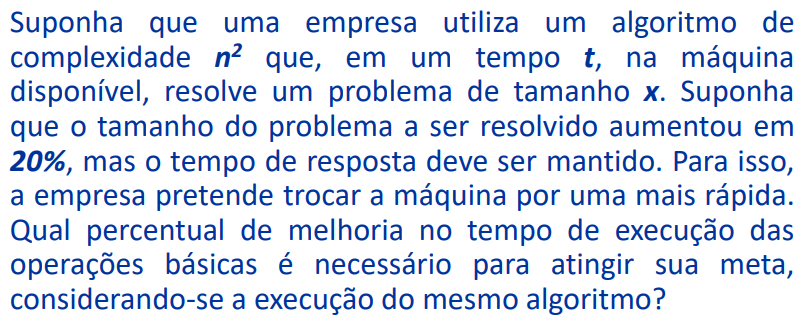 Suponha que uma empresa utiliza um algoritmo de
complexidade n² que, em um tempo t, na máquina
disponível, resolve um problema de tamanho x. Suponha
que o tamanho do problema a ser resolvido aumentou em
20%, mas o tempo de resposta deve ser mantido. Para isso,
a empresa pretende trocar a máquina por uma mais rápida.
Qual percentual de melhoria no tempo de execução das
operações básicas é necessário para atingir sua meta,
considerando-se a execução do mesmo algoritmo?